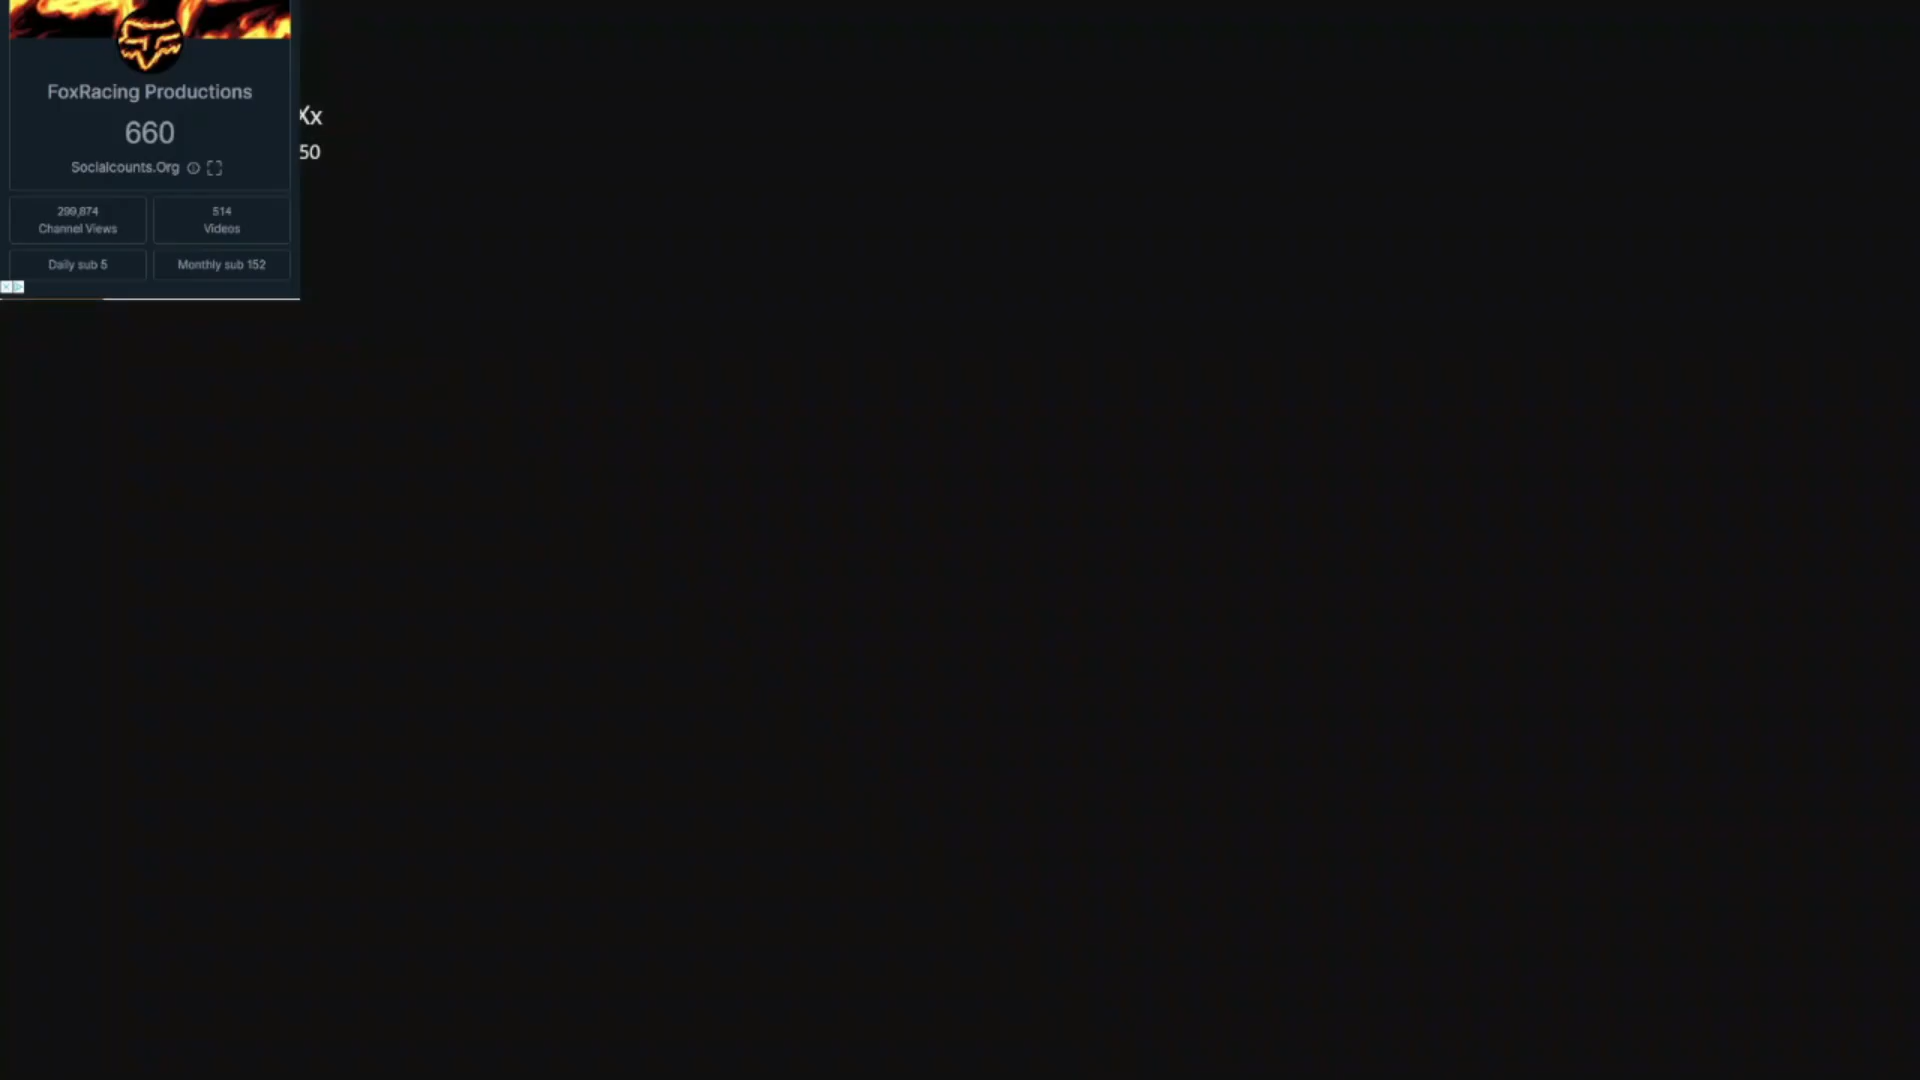 FoxRacing Productions
Xx
660
50
Socialcounts.Org
299,874
Channel Views
514
Videos
Daily sub 5
Monthly sub 152